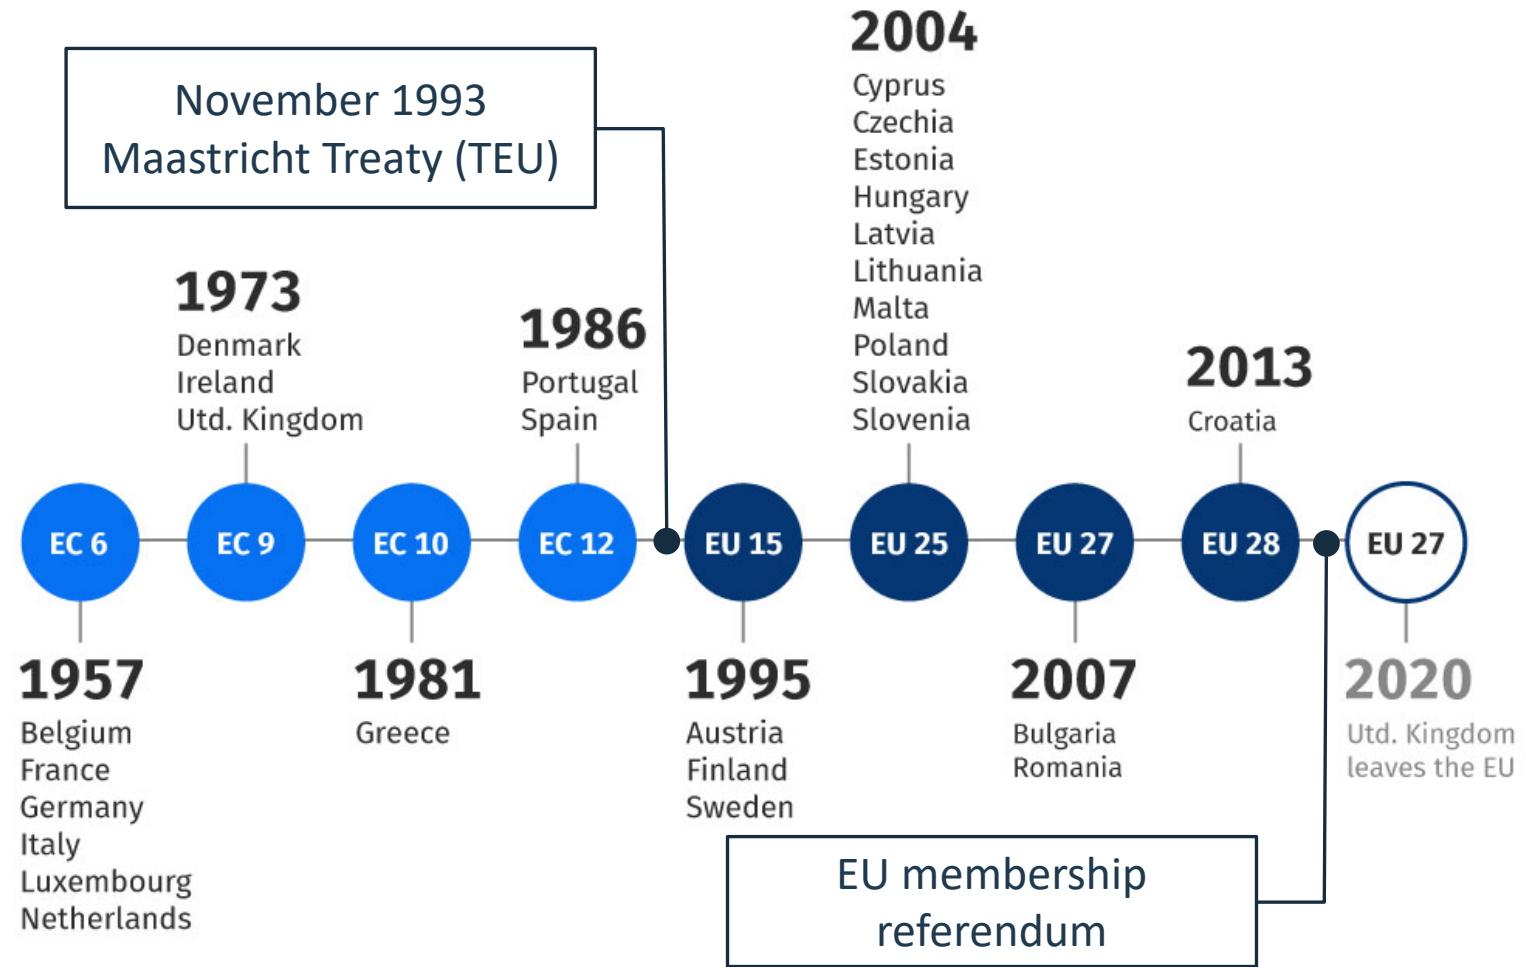 November 1993
Maastricht Treaty (TEU)
1973
Denmark
Ireland
Utd. Kingdom
1986
Portugal
Spain
2004
Cyprus
Czechia
Estonia
Hungary
Latvia
Lithuania
Malta
Poland
Slovakia
Slovenia
2013
Croatia
EC 6
EC 9
EC 10
EC 12
EU 15
EU 25
EU 27
EU 28
EU 27
1957
Belgium
France
Germany
Italy
Luxembourg
Netherlands
1981
Greece
1995
Austria
Finland
Sweden
2007
Bulgaria
Romania
2020
Utd. Kingdom
leaves the EU
EU membership
referendum